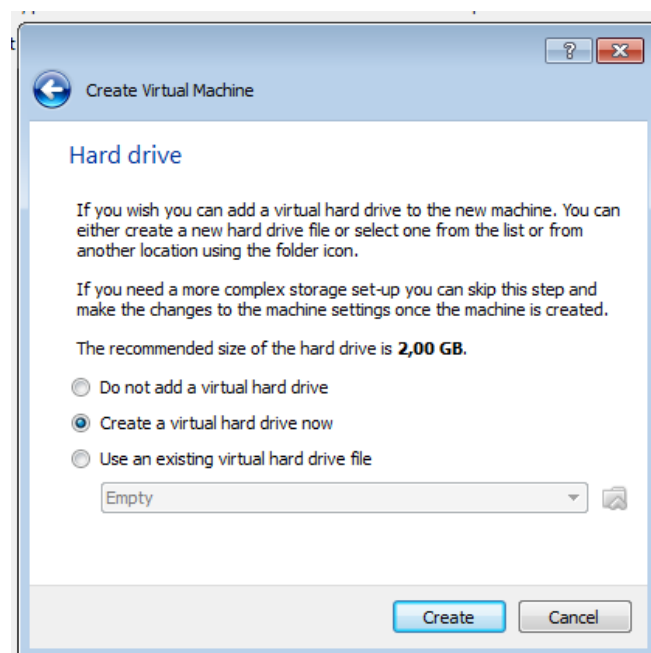 ?
Create Virtual Machine
Hard drive
If you wish you can add a virtual hard drive to the new machine. You can
either create a new hard drive file or select one from the list or from
another location using the folder icon.
If you need a more complex storage set-up you can skip this step and
make the changes to the machine settings once the machine is created.
The recommended size of the hard drive is 2,00 GB.
Do not add a virtual hard drive
Create a virtual hard drive now
Use an existing virtual hard drive file
Empty
Create Cancel